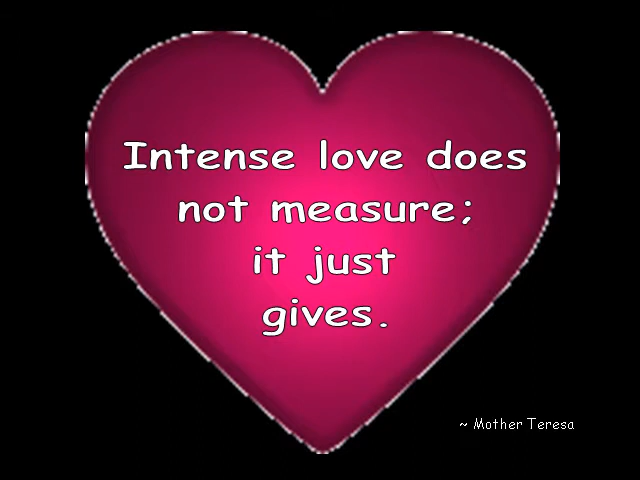 Intense love does
not measure;
it just
gives.
~ Mother Teresa